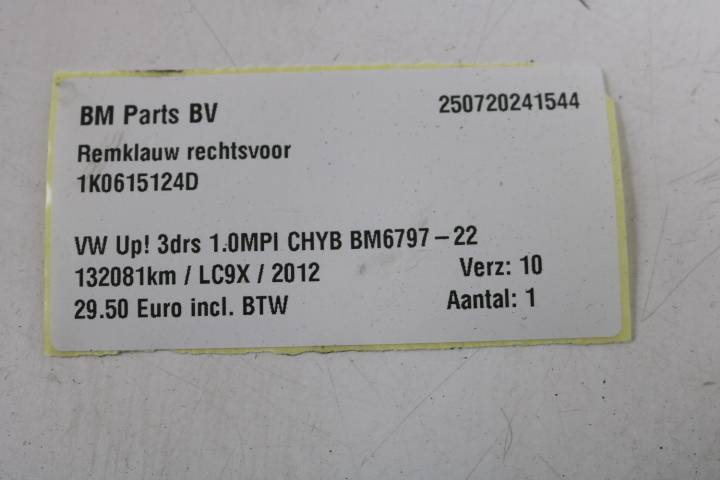 BM Parts BV 250720241544
Remklauw rechtsvoor
1K0615124D
VW Up! 3drs 1.0MPI CHYB BM6797-22
132081km / LC9X / 2012 Verz: 10
29.50 Euro incl. BTW Aantal: 1